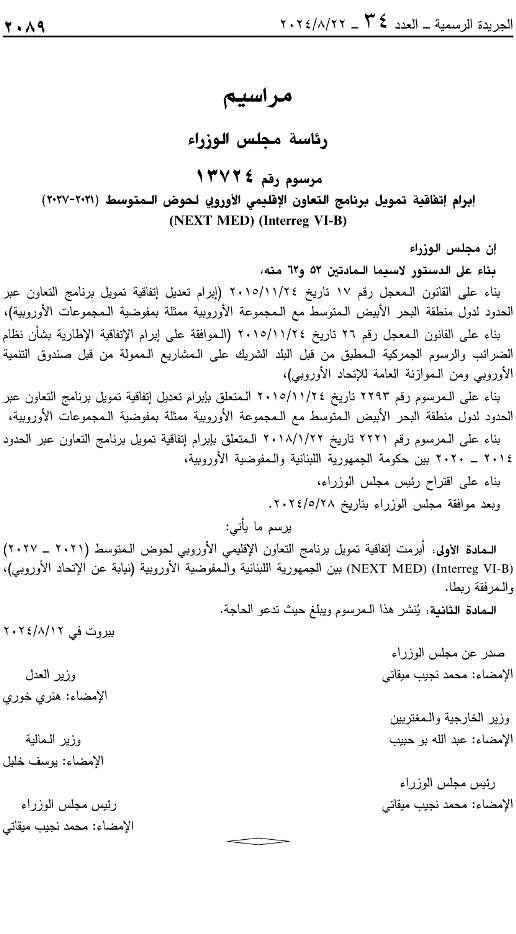 الجريدة الرسمية ــ العدد ٣٤ ــ ٢٠٢٤/٨/٢٢
٢٠٨٩
مراسيم
رئاسة مجلس الوزراء
مرسوم رقم ١٣٧٢٤
إبرام إتفاقية تمويل برنامج التعاون الإقليمي الأوروبي لحوض المتوسط (٢٠٢١-٢٠٢٧)
(NEXT MED) (Interreg VI-B)
إن مجلس الوزراء
بناء على الدستور لاسيما المادتين ٥٢ و٦٢ منه،
بناء على القانون المعجل رقم ١٧ تاريخ ٢٠١٥/١١/٢٤ (إبرام تعديل إتفاقية تمويل برنامج التعاون عبر
الحدود لدول منطقة البحر الأبيض المتوسط مع المجموعة الأوروبية ممثلة بمفوضية المجموعات الأوروبية)،
بناء على القانون المعجل رقم ٢٦ تاريخ ٢٠١٥/١١/٢٤ (الموافقة على إبرام الإتفاقية الإطارية بشأن نظام
الضرائب والرسوم الجمركية المطبق من قبل البلد الشريك على المشاريع الممولة من قبل صندوق التنمية
الأوروبي ومن الموازنة العامة للإتحاد الأوروبي)،
بناء على المرسوم رقم ٢٢٩٣ تاريخ ٢٠١٥/١١/٢٤ المتعلق بإبرام تعديل إتفاقية تمويل برنامج التعاون عبر
الحدود لدول منطقة البحر الأبيض المتوسط مع المجموعة الأوروبية ممثلة بمفوضية المجموعات الأوروبية،
بناء على المرسوم رقم ٢٢٢١ تاريخ ٢٠١٨/١/٢٢ المتعلق بإبرام إتفاقية تمويل برنامج التعاون عبر الحدود
٢٠١٤ ــ ٢٠٢٠ بين حكومة الجمهورية اللبنانية والمفوضية الأوروبية،
بناء على اقتراح رئيس مجلس الوزراء،
وبعد موافقة مجلس الوزراء بتاريخ ٢٠٢٤/٥/٢٨.
يرسم ما يأتي:
المادة الأولى: أبرمت إتفاقية تمويل برنامج التعاون الإقليمي الأوروبي لحوض المتوسط (٢٠٢١ ــ ٢٠٢٧)
(NEXT MED) (Interreg VI-B) بين الجمهورية اللبنانية والمفوضية الأوروبية (نيابة عن الإتحاد الأوروبي)،
والمرفقة ربطا.
المادة الثانية: يُنشر هذا المرسوم ويبلغ حيث تدعو الحاجة.
بيروت في ٢٠٢٤/٨/١٢
صدر عن مجلس الوزراء
الإمضاء: محمد نجيب ميقاتي
وزير العدل
الإمضاء: هنري خوري
وزير الخارجية والمغتربين
الإمضاء: عبد الله بو حبيب
وزير المالية
الإمضاء: يوسف خليل
رئيس مجلس الوزراء
الإمضاء: محمد نجيب ميقاتي
رئيس مجلس الوزراء
الإمضاء: محمد نجيب ميقاتي